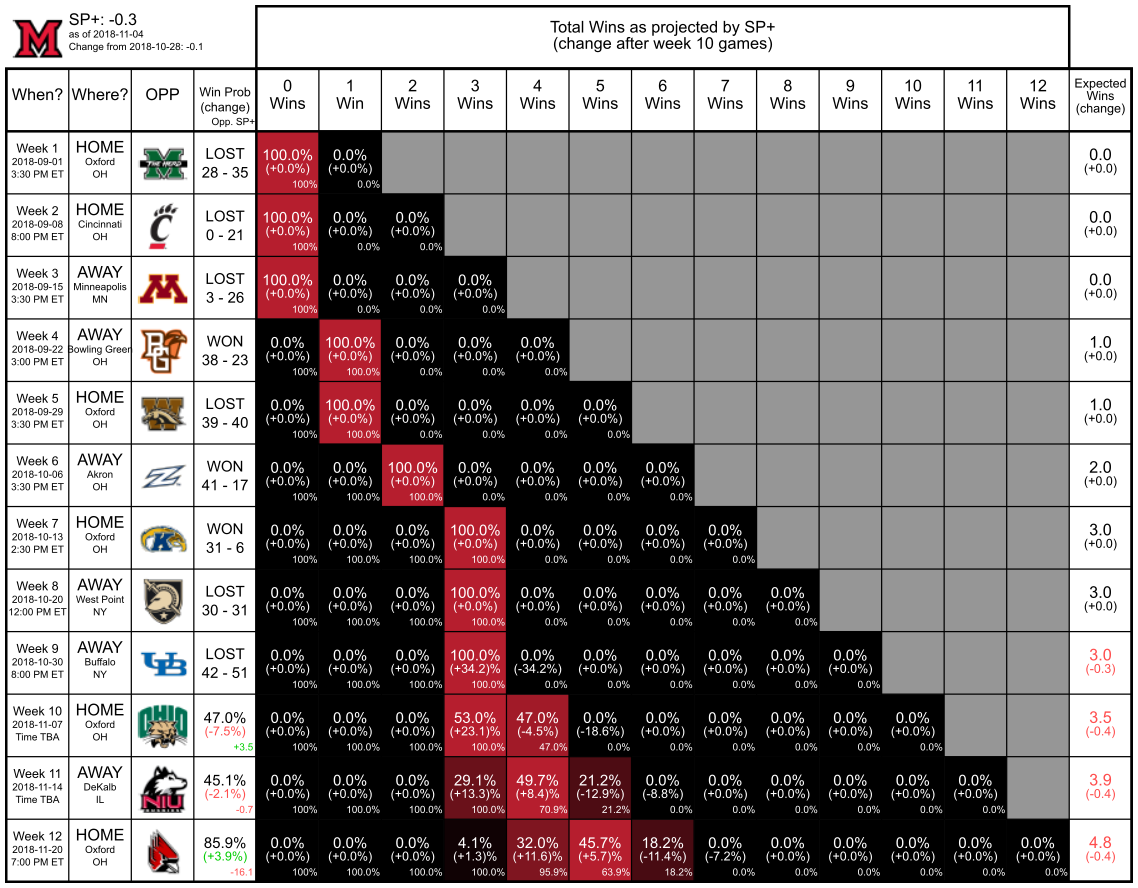 SP+: -0.3
as of 2018-11-04
Change from 2018-10-28: -0.1
Total Wins as projected by SP+
(change after week 10 games)
When? Where? OPP Win Prob (change) Opp. SP+ 0 Wins 1 Win 2 Wins 3 Wins 4 Wins 5 Wins 6 Wins 7 Wins 8 Wins 9 Wins 10 Wins 11 Wins 12 Wins Expected Wins (change)
Week 1 HOME LOST 100.0% 0.0% 0.0
2018-09-01 Oxford THE HERD (+0.0%) (+0.0%) (+0.0)
3:30 PM ET OH 28 - 35 100% 0.0%
Week 2 HOME LOST 100.0% 0.0% 0.0% 0.0
2018-09-08 Cincinnati (+0.0%) (+0.0%) (+0.0%) (+0.0)
8:00 PM ET OH 0 - 21 100% 0.0% 0.0%
Week 3 AWAY LOST 100.0% 0.0% 0.0% 0.0% 0.0
2018-09-15 Minneapolis (+0.0%) (+0.0%) (+0.0%) (+0.0%) (+0.0)
3:30 PM ET MN 3 - 26 100% 0.0% 0.0% 0.0%
Week 4 AWAY WON 0.0% 100.0% 0.0% 0.0% 0.0% 1.0
2018-09-22 Bowling Green (+0.0%) (+0.0%) (+0.0%) (+0.0%) (+0.0%) (+0.0)
3:00 PM ET OH 38 - 23 100% 100.0% 0.0% 0.0% 0.0%
Week 5 HOME LOST 0.0% 100.0% 0.0% 0.0% 0.0% 0.0% 1.0
2018-09-29 Oxford (+0.0%) (+0.0%) (+0.0%) (+0.0%) (+0.0%) (+0.0%) (+0.0)
3:30 PM ET OH 39 - 40 100% 100.0% 0.0% 0.0% 0.0% 0.0%
Week 6 AWAY WON 0.0% 0.0% 100.0% 0.0% 0.0% 0.0% 0.0% 2.0
2018-10-06 Akron (+0.0%) (+0.0%) (+0.0%) (+0.0%) (+0.0%) (+0.0%) (+0.0%) (+0.0)
3:30 PM ET OH 41 - 17 100% 100.0% 100.0% 0.0% 0.0% 0.0% 0.0%
Week 7 HOME WON 0.0% 0.0% 0.0% 100.0% 0.0% 0.0% 0.0% 0.0% 3.0
2018-10-13 Oxford (+0.0%) (+0.0%) (+0.0%) (+0.0%) (+0.0%) (+0.0%) (+0.0%) (+0.0%) (+0.0)
2:30 PM ET OH 31 - 6 100% 100.0% 100.0% 100.0% 0.0% 0.0% 0.0% 0.0%
Week 8 AWAY LOST 0.0% 0.0% 0.0% 100.0% 0.0% 0.0% 0.0% 0.0% 0.0% 3.0
2018-10-20 West Point (+0.0%) (+0.0%) (+0.0%) (+0.0%) (+0.0%) (+0.0%) (+0.0%) (+0.0%) (+0.0%) (+0.0)
12:00 PM ET NY 30 - 31 100% 100.0% 100.0% 100.0% 0.0% 0.0% 0.0% 0.0% 0.0%
Week 9 AWAY LOST 0.0% 0.0% 0.0% 100.0% 0.0% 0.0% 0.0% 0.0% 0.0% 0.0% 3.0
2018-10-30 Buffalo (+0.0%) (+0.0%) (+0.0%) (+34.2)% (-34.2%) (+0.0%) (+0.0%) (+0.0%) (+0.0%) (+0.0%) (-0.3)
8:00 PM ET NY 42 - 51 100% 100.0% 100.0% 100.0% 0.0% 0.0% 0.0% 0.0% 0.0% 0.0%
Week 10 HOME OHIO 47.0% 0.0% 0.0% 0.0% 53.0% 47.0% 0.0% 0.0% 0.0% 0.0% 0.0% 0.0% 3.5
2018-11-07 Oxford (-7.5%) (+0.0%) (+0.0%) (+0.0%) (+23.1)% (-4.5%) (-18.6%) (+0.0%) (+0.0%) (+0.0%) (+0.0%) (+0.0%) (-0.4)
Time TBA OH +3.5 100% 100.0% 100.0% 100.0% 47.0% 0.0% 0.0% 0.0% 0.0% 0.0% 0.0%
Week 11 AWAY 45.1% 0.0% 0.0% 0.0% 29.1% 49.7% 21.2% 0.0% 0.0% 0.0% 0.0% 0.0% 0.0% 3.9
2018-11-14 DeKalb (-2.1%) (+0.0%) (+0.0%) (+0.0%) (+13.3)% (+8.4)% (-12.9%) (-8.8%) (+0.0%) (+0.0%) (+0.0%) (+0.0%) (+0.0%) (-0.4)
Time TBA IL NIU HUSKIES -0.7 100% 100.0% 100.0% 100.0% 70.9% 21.2% 0.0% 0.0% 0.0% 0.0% 0.0% 0.0%
Week 12 HOME 85.9% 0.0% 0.0% 0.0% 4.1% 32.0% 45.7% 18.2% 0.0% 0.0% 0.0% 0.0% 0.0% 0.0% 4.8
2018-11-20 Oxford (+3.9%) (+0.0%) (+0.0%) (+0.0%) (+1.3)% (+11.6)% (+5.7)% (-11.4%) (-7.2%) (+0.0%) (+0.0%) (+0.0%) (+0.0%) (+0.0%) (-0.4)
7:00 PM ET OH -16.1 100% 100.0% 100.0% 100.0% 95.9% 63.9% 18.2% 0.0% 0.0% 0.0% 0.0% 0.0% 0.0%